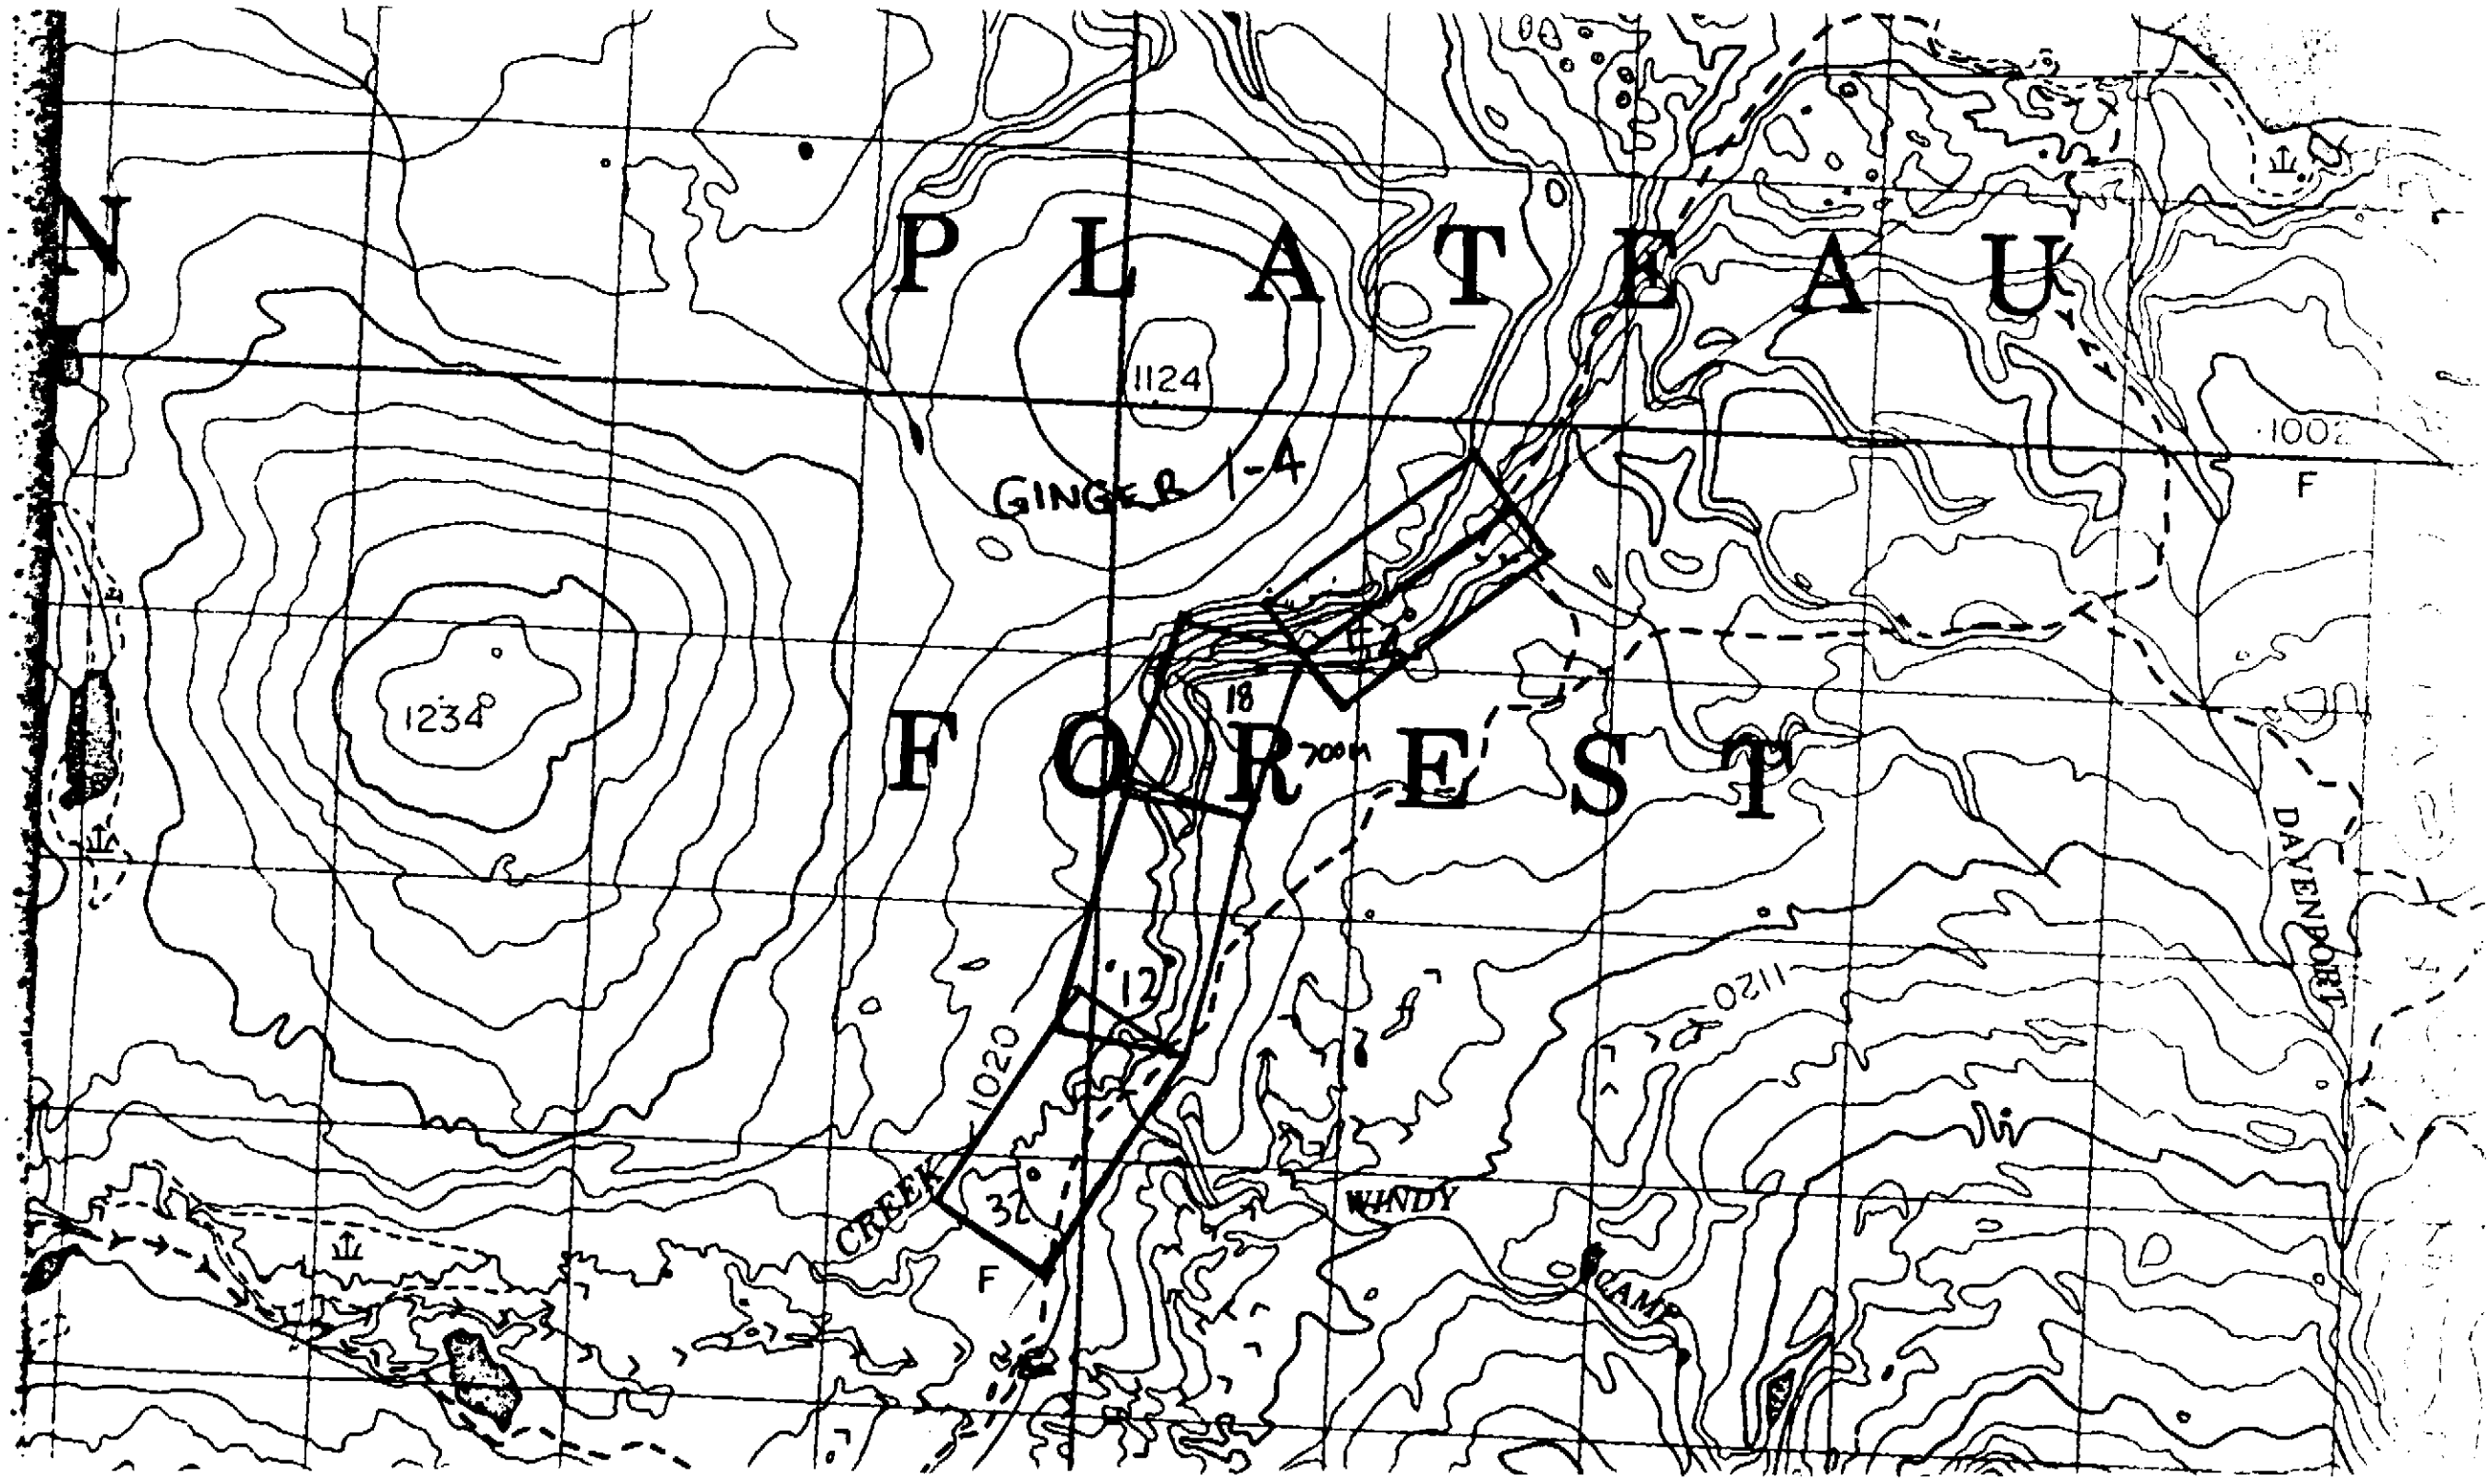 N PLATEAU
1124
1002
GINGER 1-4
F
1234
18
FOREST
700m
DAVENPORT
12
1120
1020
CREEK
32
WINDY
F
CAMP